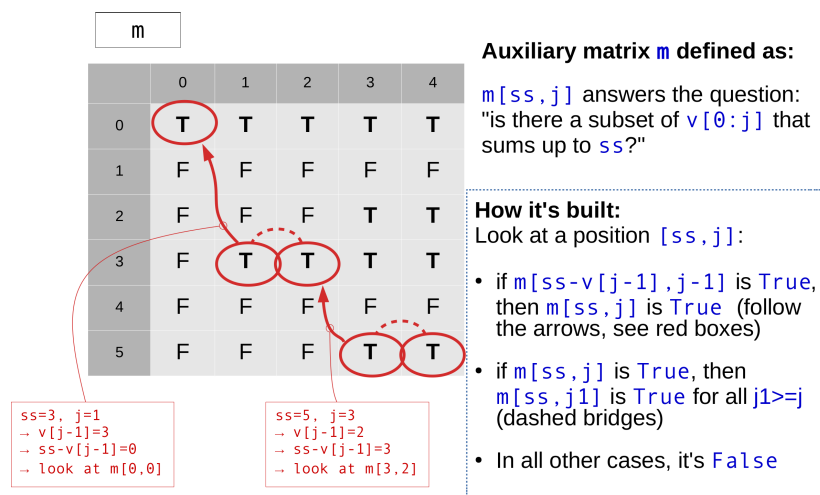 m
0 1 2 3 4
0 T T T T T
1 F F F F F
2 F F F T T
3 F T T T T
4 F F F F F
5 F F F T T
ss=3, j=1
→ v[j-1]=3
→ ss-v[j-1]=0
→ look at m[0,0]
ss=5, j=3
→ v[j-1]=2
→ ss-v[j-1]=3
→ look at m[3,2]
Auxiliary matrix m defined as:
m[ss,j] answers the question:
"is there a subset of v[0:j] that
sums up to ss?"
How it's built:
Look at a position [ss,j]:
• if m[ss-v[j-1],j-1] is True,
then m[ss,j] is True (follow
the arrows, see red boxes)
• if m[ss,j] is True, then
m[ss,j1] is True for all j1>=j
(dashed bridges)
• In all other cases, it's False